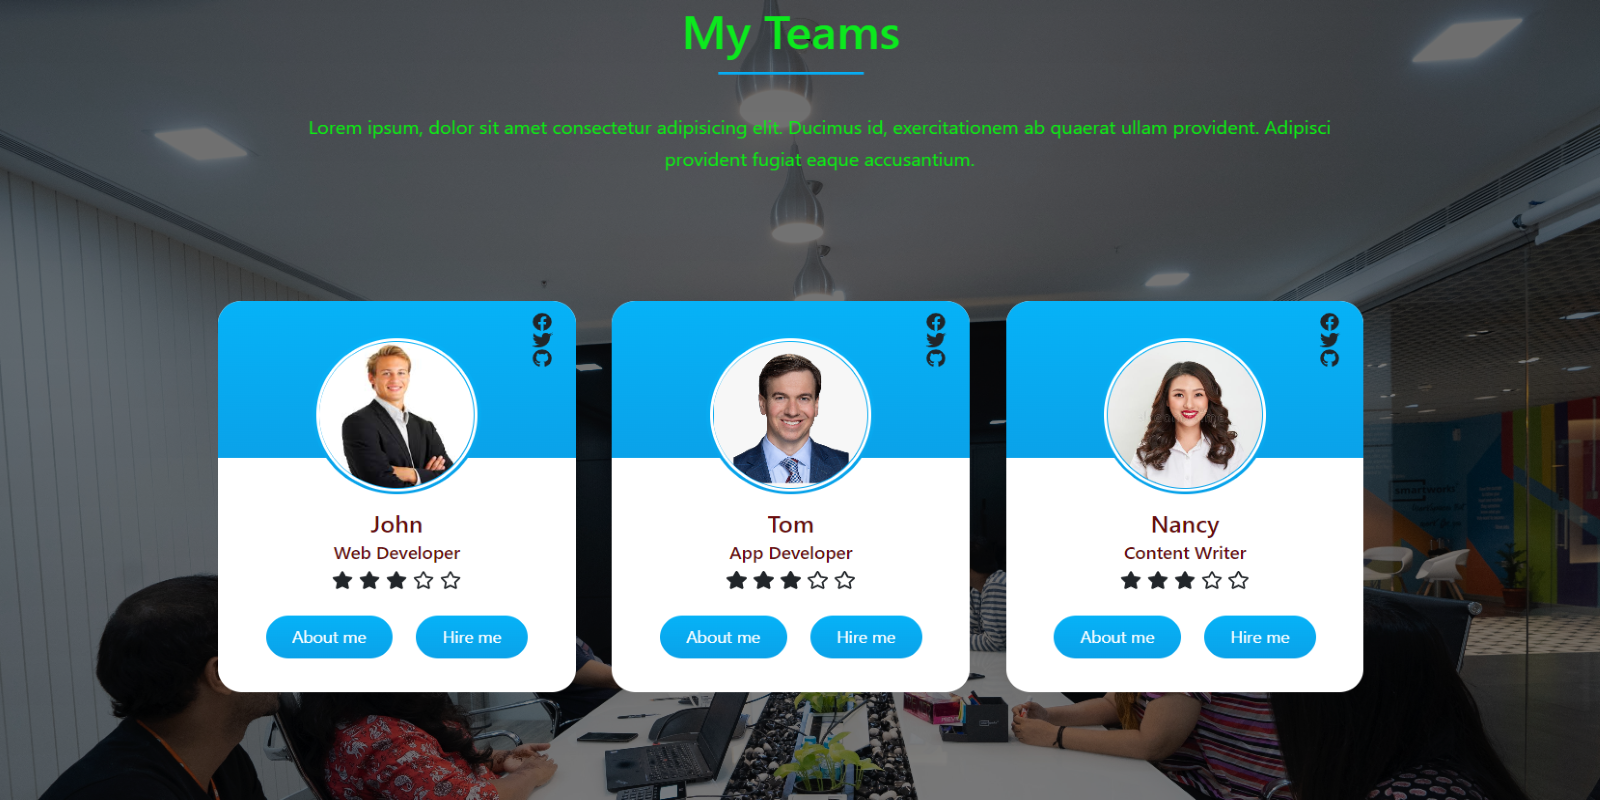 My Teams
Lorem ipsum, dolor sit amet consectetur adipisicing elit. Ducimus id, exercitationem ab quaerat ullam provident. Adipisci
provident fugiat eaque accusantium.
John
Web Developer
About me
Hire me
Tom
App Developer
About me
Hire me
Nancy
Content Writer
About me
Hire me
smartworks